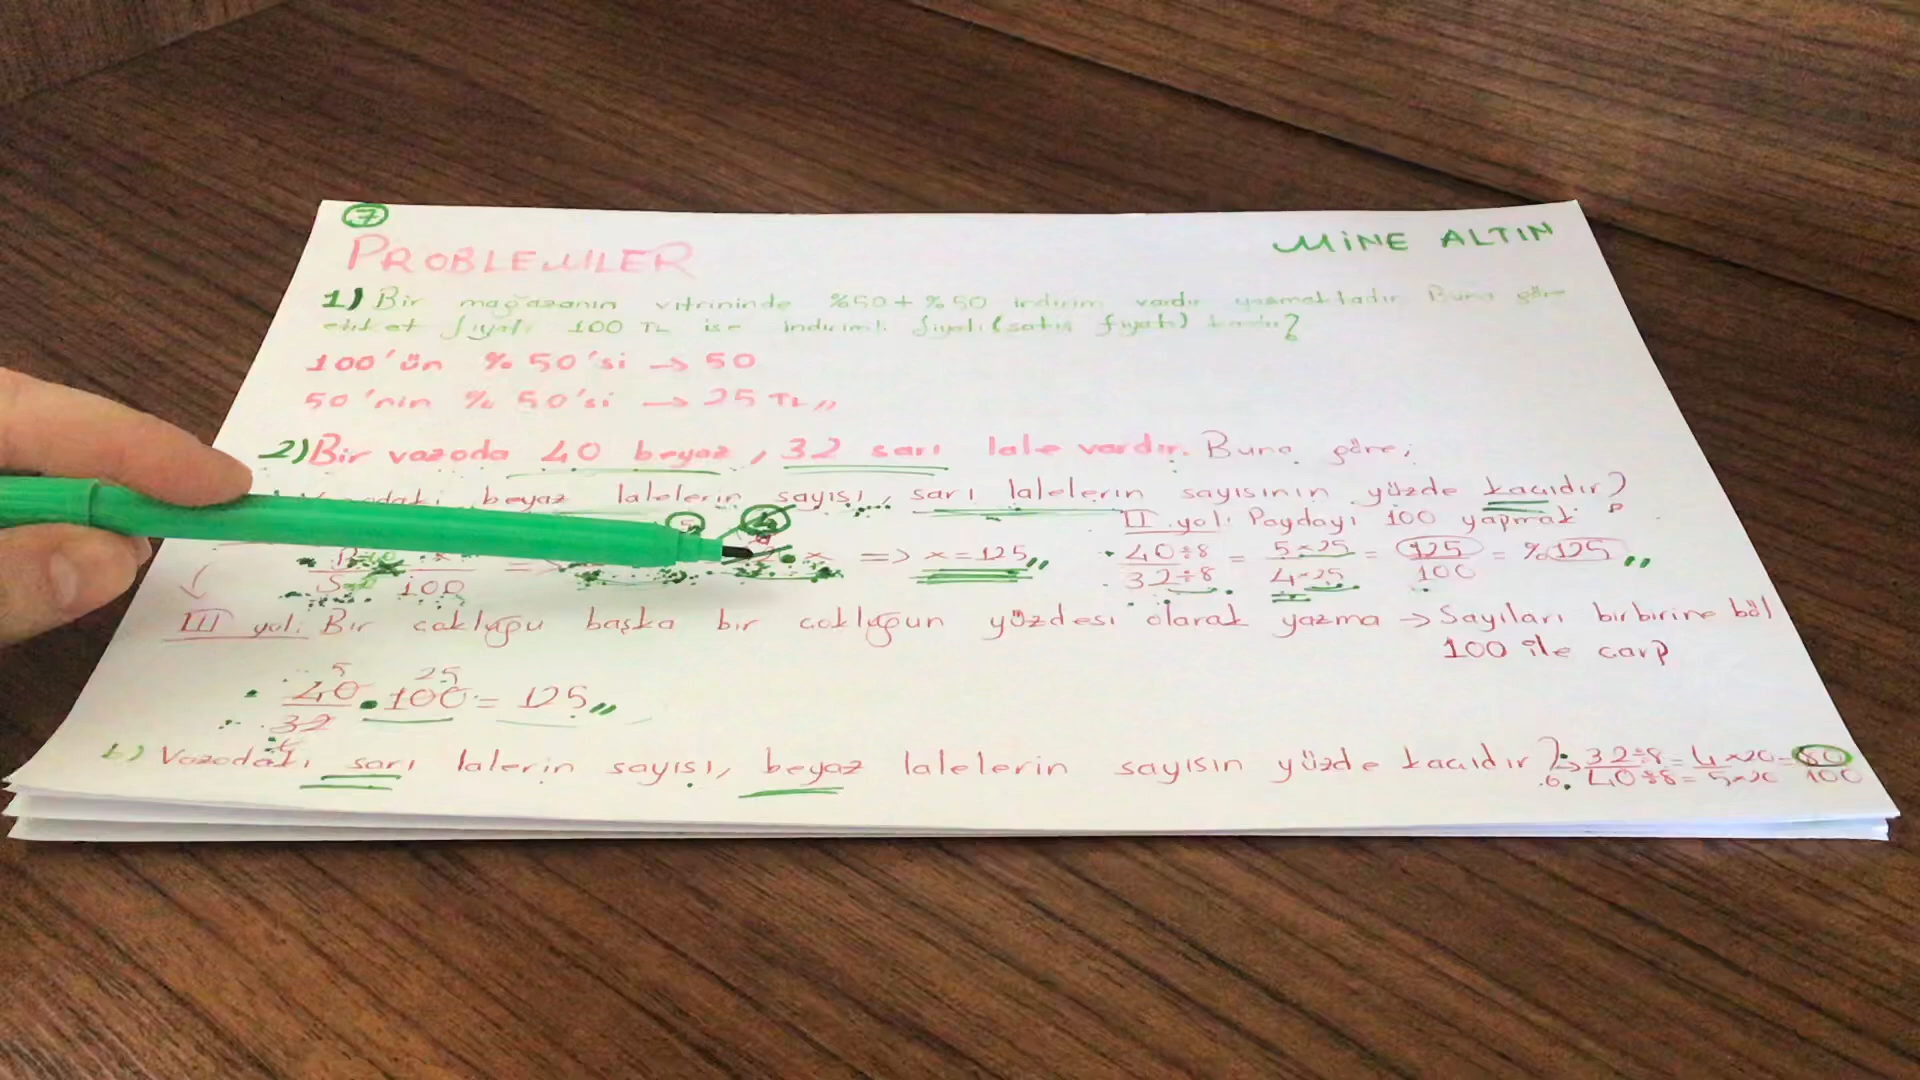 7
PROBLEMLER
MİNE ALTIN
1) Bir mağazanın vitrininde %50+%50 indirim vardır yazmaktadır Buna göre
etiket fiyatı 100 TL ise indirimli fiyatı (satış fiyatı) kaçtır?
100'ün %50'si → 50
50'nin %50'si → 25 TL,,
2) Bir vazoda 40 beyaz, 32 sarı lale vardır. Buna göre;
beyaz lalelerin sayısı, sarı lalelerin sayısının yüzde kaçıdır?
II yol: Paydayı 100 yapmak
100 => => x=125,, 40÷8/32÷8 = 5×25/4×25 = 125/100 = %125,,
III yol: Bir çokluğu başka bir çokluğun yüzdesi olarak yazma → Sayıları birbirine böl
100 ile çarp
40/32 . 100 = 125,,
5 25
b) Vazodaki sarı lalerin sayısı, beyaz lalelerin sayısın yüzde kaçıdır? → 32÷8/40÷8 = 4×20/5×20 = 80/100